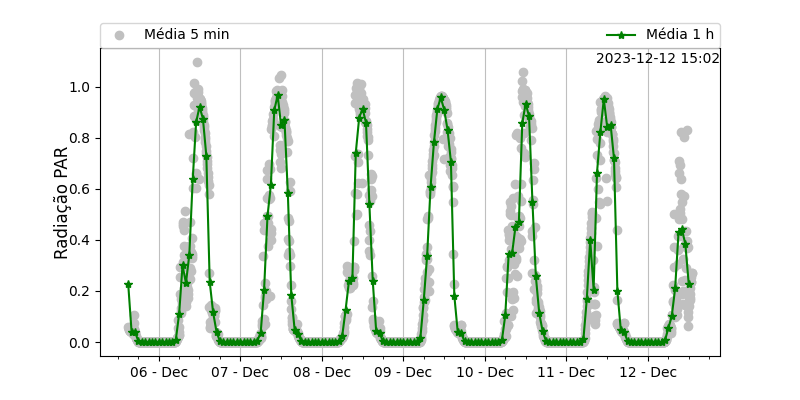 Média 5 min
Média 1 h
2023-12-12 15:02
Radiação PAR
1.0
0.8
0.6
0.4
0.2
0.0
06 - Dec
07 - Dec
08 - Dec
09 - Dec
10 - Dec
11 - Dec
12 - Dec